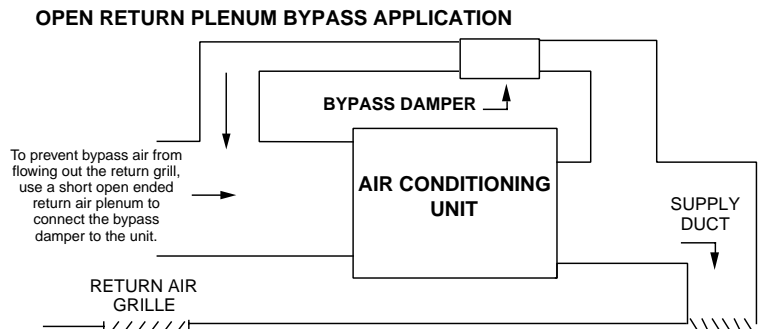 OPEN RETURN PLENUM BYPASS APPLICATION
BYPASS DAMPER
To prevent bypass air from
flowing out the return grill,
use a short open ended
return air plenum to
connect the bypass
damper to the unit.
AIR CONDITIONING
UNIT
SUPPLY
DUCT
RETURN AIR
GRILLE